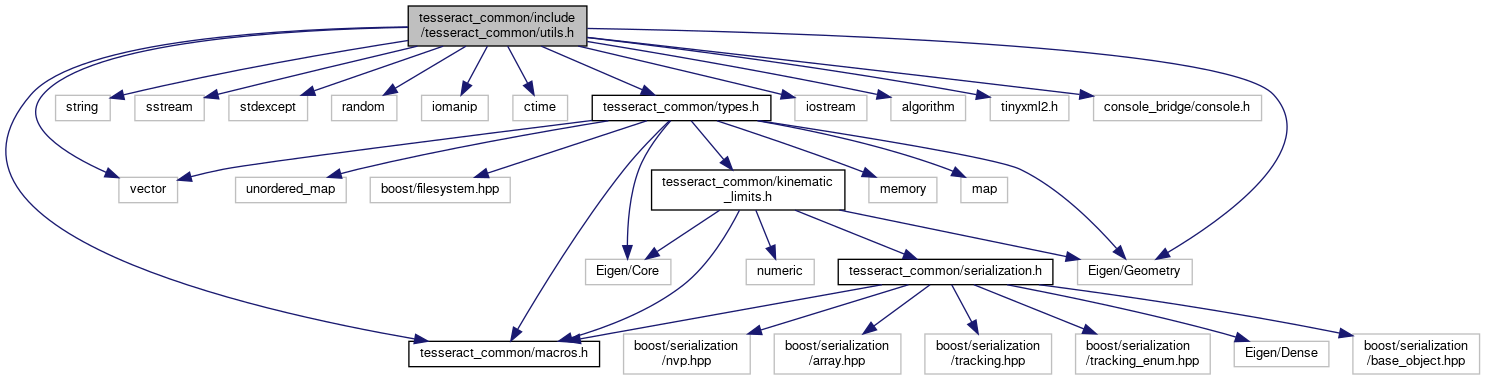 tesseract_common/include
/tesseract_common/utils.h
string
sstream
stdexcept
random
iomanip
ctime
tesseract_common/types.h
iostream
algorithm
tinyxml2.h
console_bridge/console.h
vector
unordered_map
boost/filesystem.hpp
tesseract_common/kinematic
_limits.h
memory
map
Eigen/Core
numeric
tesseract_common/serialization.h
Eigen/Geometry
tesseract_common/macros.h
boost/serialization
/nvp.hpp
boost/serialization
/array.hpp
boost/serialization
/tracking.hpp
boost/serialization
/tracking_enum.hpp
Eigen/Dense
boost/serialization
/base_object.hpp